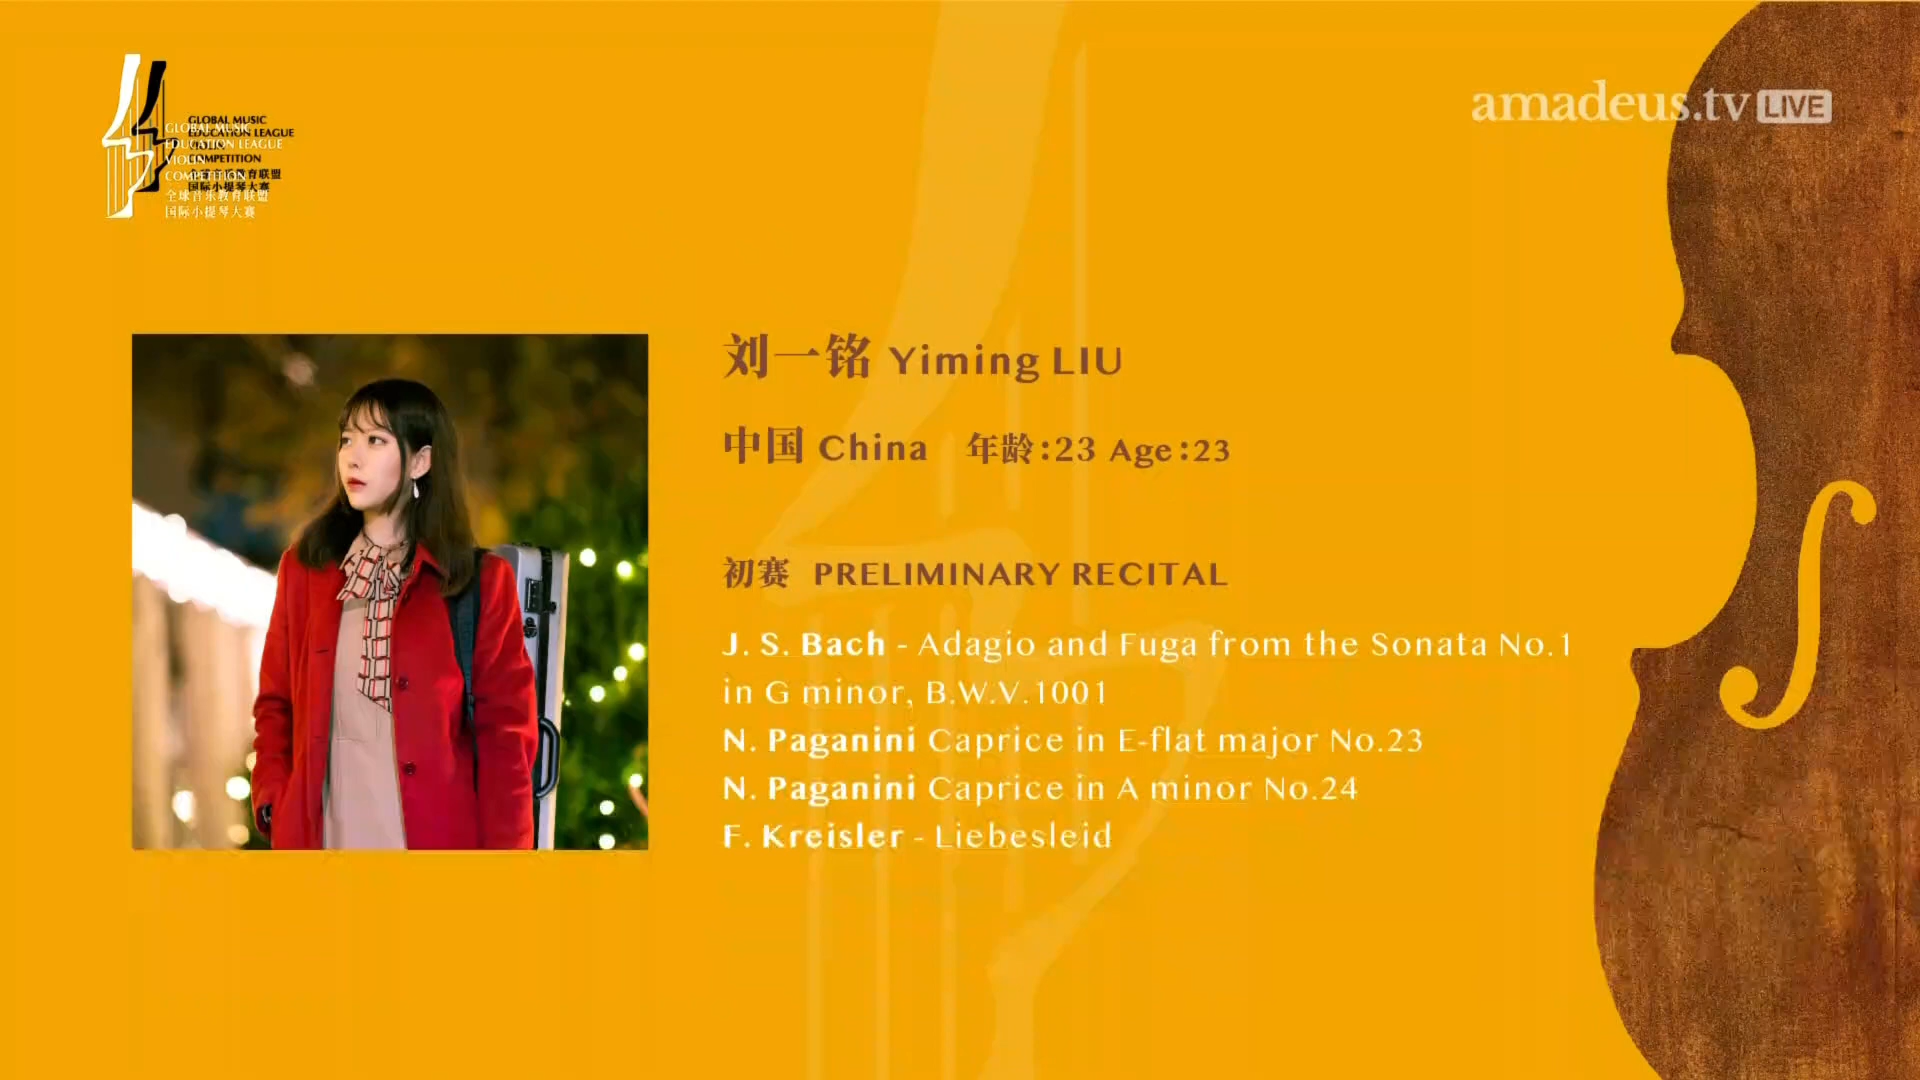 GLOBAL MUSIC
EDUCATION LEAGUE
VIOLIN
COMPETITION
全球音乐教育联盟
国际小提琴大赛
amadeus.tv LIVE
刘一铭 Yiming LIU
中国 China 年龄:23 Age:23
初赛 PRELIMINARY RECITAL
J. S. Bach - Adagio and Fuga from the Sonata No.1
in G minor, B.W.V.1001
N. Paganini Caprice in E-flat major No.23
N. Paganini Caprice in A minor No.24
F. Kreisler - Liebesleid